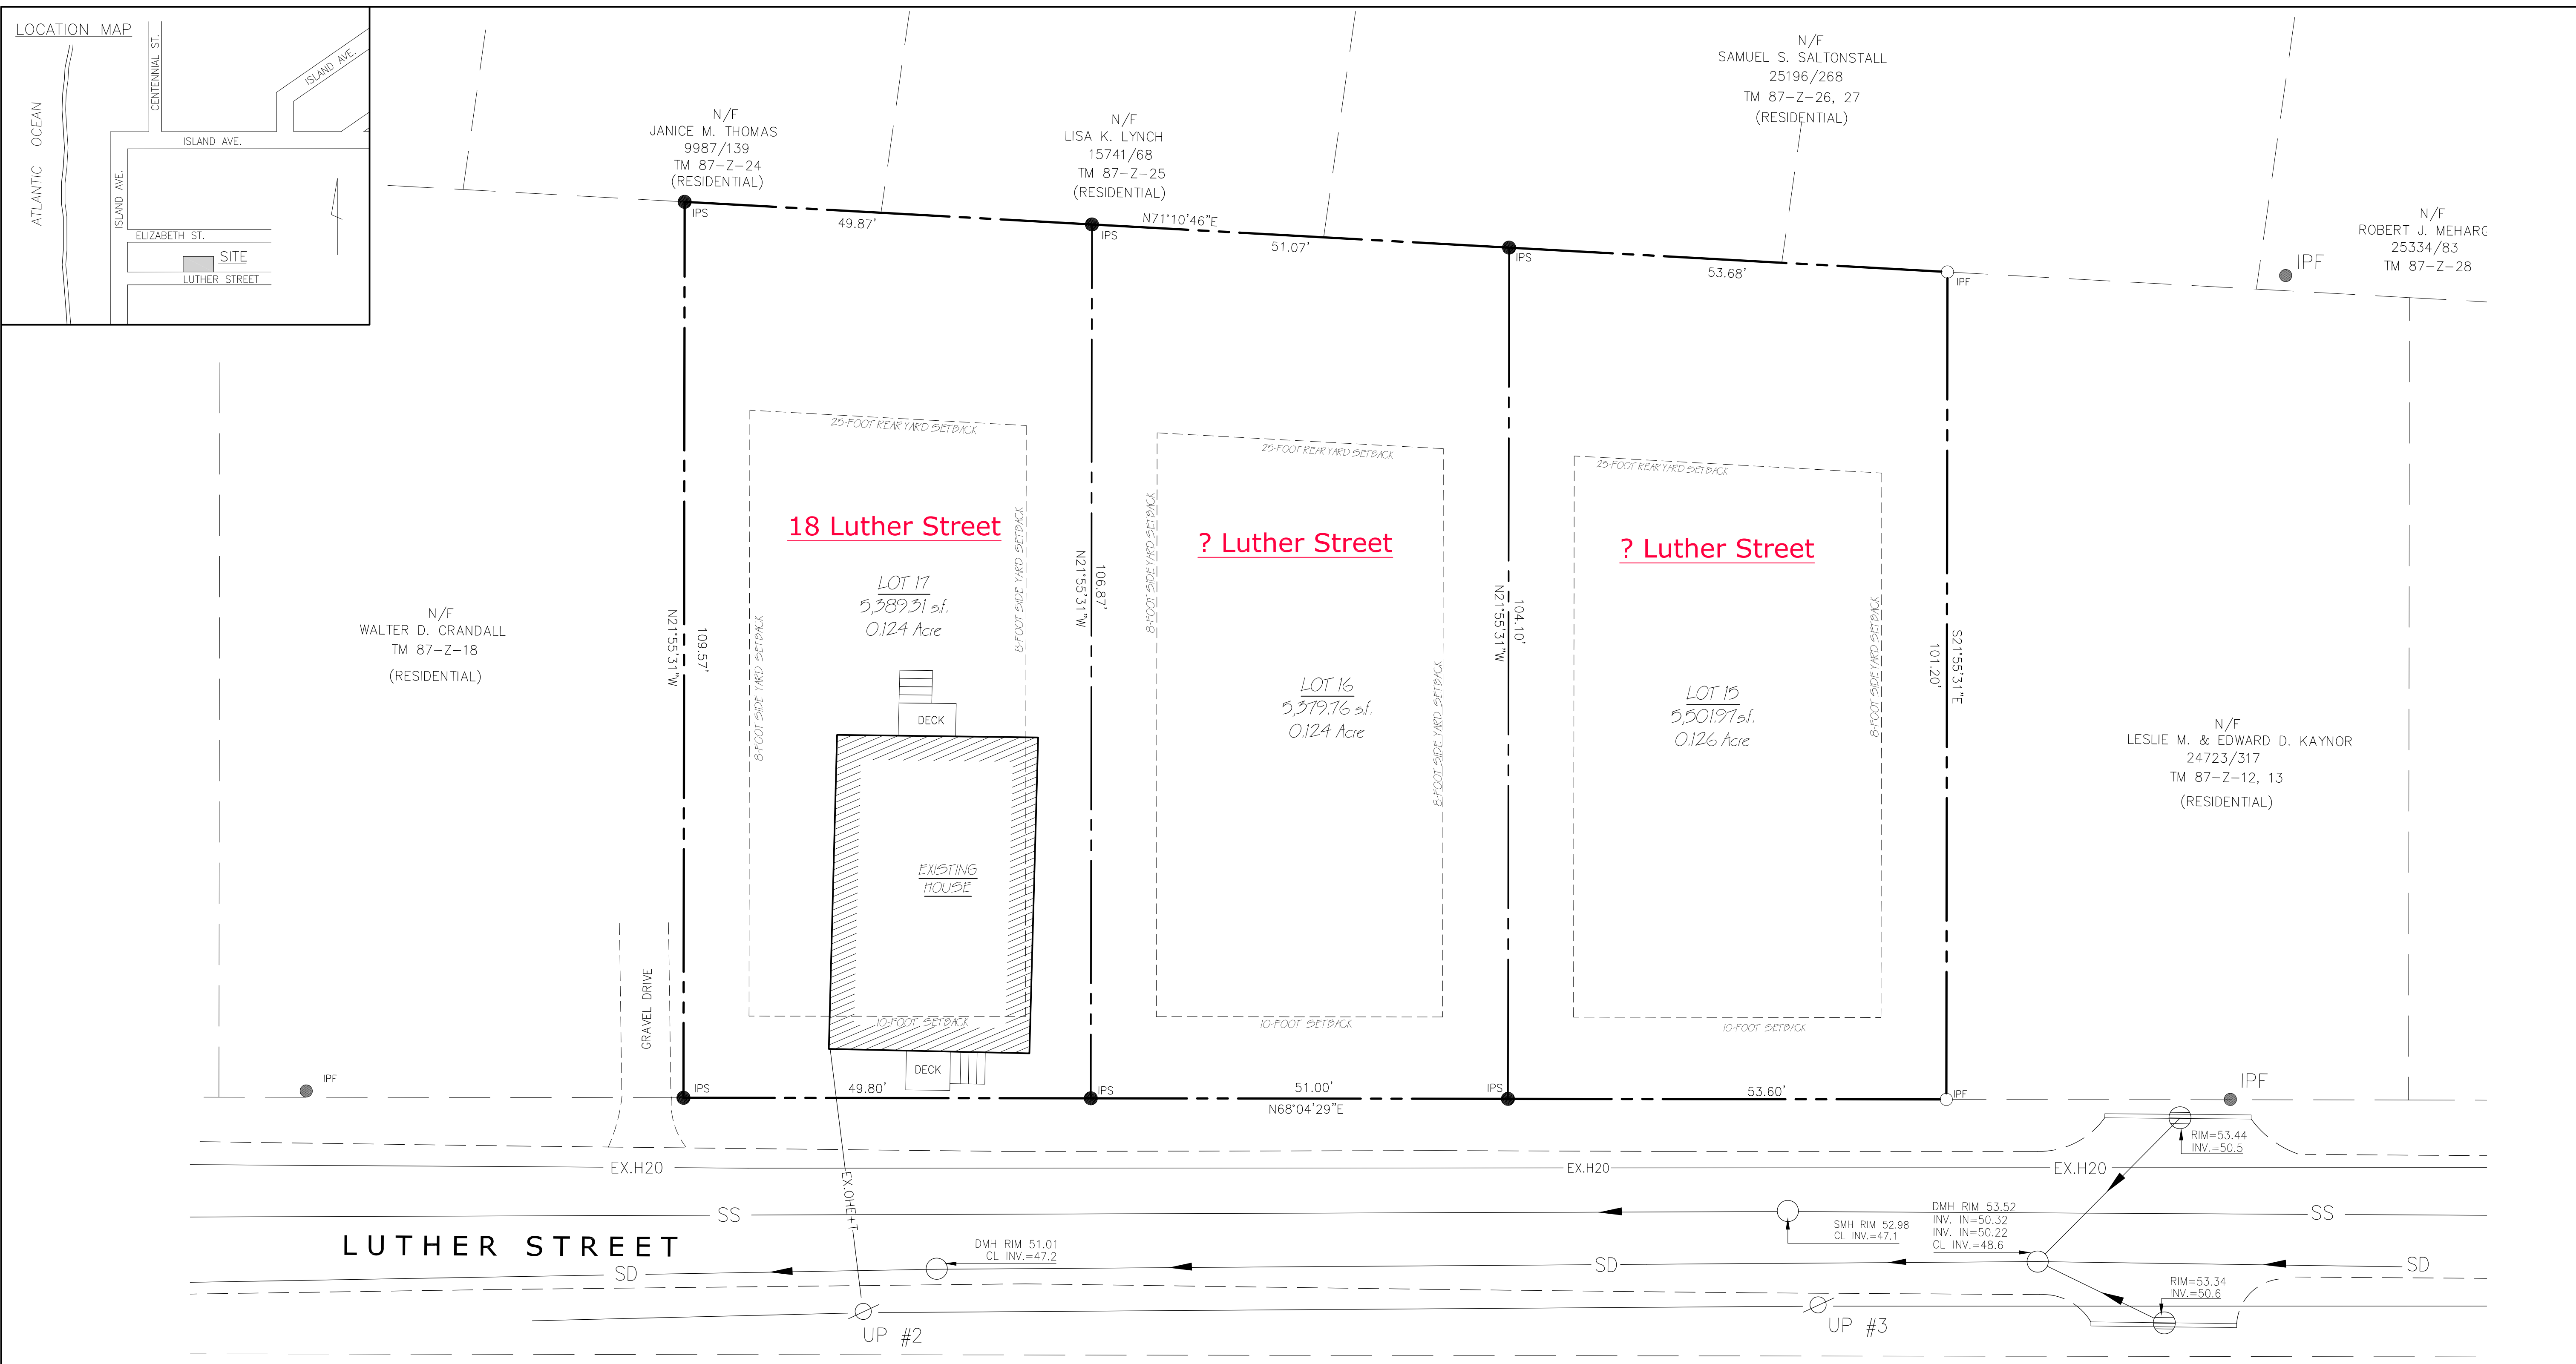 LOCATION MAP
CENTENNIAL ST.
ISLAND AVE.
ATLANTIC OCEAN
ISLAND AVE.
ISLAND AVE.
ELIZABETH ST.
SITE
LUTHER STREET
N/F
JANICE M. THOMAS
9987/139
TM 87-Z-24
(RESIDENTIAL)
N/F
LISA K. LYNCH
15741/68
TM 87-Z-25
(RESIDENTIAL)
N/F
SAMUEL S. SALTONSTALL
25196/268
TM 87-Z-26, 27
(RESIDENTIAL)
N/F
ROBERT J. MEHARG
25334/83
TM 87-Z-28
IPF
IPS
49.87'
IPS
N71°10'46"E
51.07'
IPS
53.68'
IPF
25-FOOT REAR YARD SETBACK
25-FOOT REAR YARD SETBACK
25-FOOT REAR YARD SETBACK
18 Luther Street
? Luther Street
? Luther Street
LOT 17
5,389.31 s.f.
0.124 Acre
LOT 16
5,379.76 s.f.
0.124 Acre
LOT 15
5,501.97s.f.
0.126 Acre
8-FOOT SIDE YARD SETBACK
8-FOOT SIDE YARD SETBACK
8-FOOT SIDE YARD SETBACK
8-FOOT SIDE YARD SETBACK
8-FOOT SIDE YARD SETBACK
N21°55'31"W
109.57'
N21°55'31"W
106.87'
N21°55'31"W
104.10'
S21°55'31"E
101.20'
N/F
WALTER D. CRANDALL
TM 87-Z-18
(RESIDENTIAL)
N/F
LESLIE M. & EDWARD D. KAYNOR
24723/317
TM 87-Z-12, 13
(RESIDENTIAL)
DECK
EXISTING
HOUSE
10-FOOT SETBACK
10-FOOT SETBACK
10-FOOT SETBACK
DECK
GRAVEL DRIVE
IPF
IPS
49.80'
IPS
51.00'
N68°04'29"E
IPS
53.60'
IPF
IPF
RIM=53.44
INV.=50.5
EX.H20
EX.H20
EX.H20
EX.OHE+T
SS
SS
SMH RIM 52.98
CL INV.=47.1
DMH RIM 53.52
INV. IN=50.32
INV. IN=50.22
CL INV.=48.6
LUTHER STREET
DMH RIM 51.01
CL INV.=47.2
SD
SD
SD
RIM=53.34
INV.=50.6
UP #2
UP #3